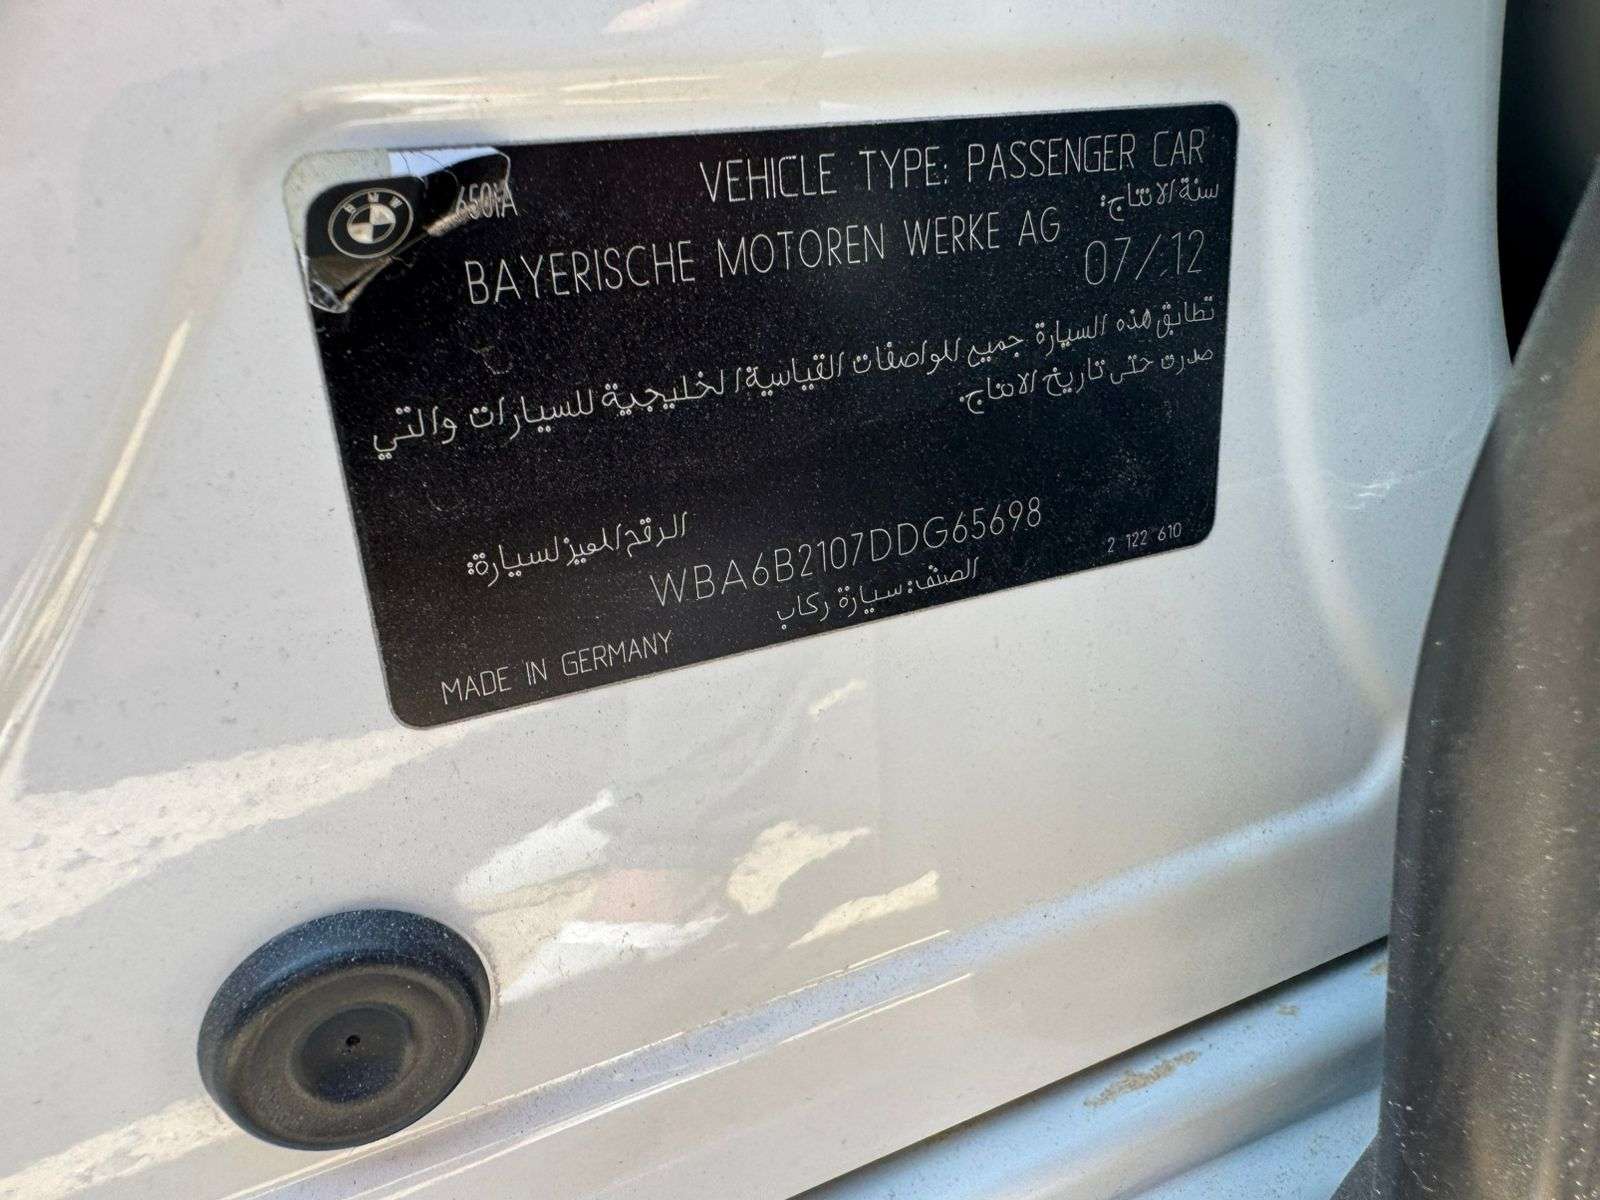 BMW
650IA
VEHICLE TYPE: PASSENGER CAR
سنة الانتاج:
BAYERISCHE MOTOREN WERKE AG
07/12
تطابق هذه السيارة جميع المواصفات القياسية الخليجية للسيارات والتي
صدرت حتى تاريخ الانتاج.
الرقم المميز لسيارة:
WBA6B2107DDG65698
2 122 610
الصنف: سيارة ركاب
MADE IN GERMANY